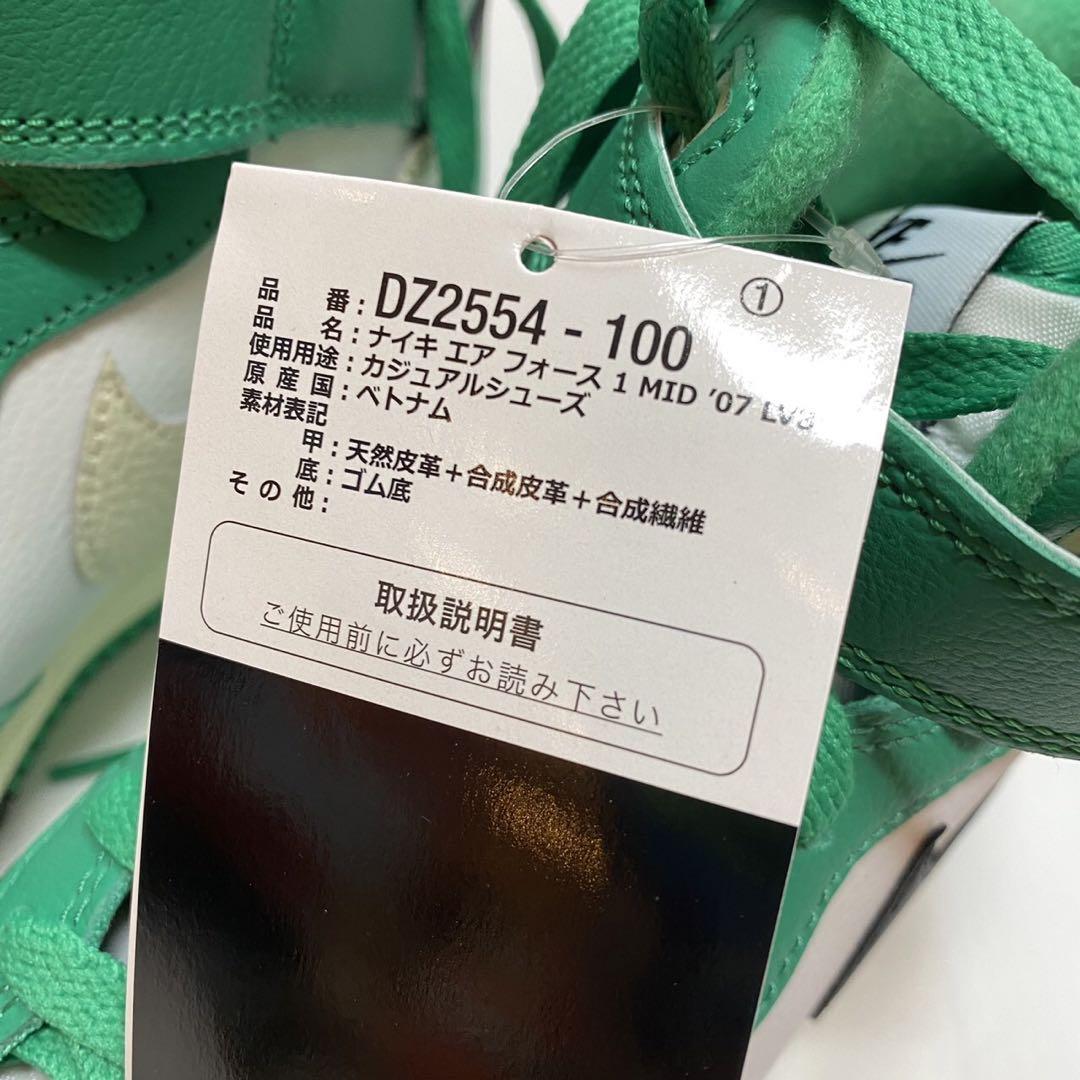 ①
品番：DZ2554 - 100
品名：ナイキ エア フォース 1 MID '07 LV8
使用用途：カジュアルシューズ
原産国：ベトナム
素材表記
甲：天然皮革＋合成皮革＋合成繊維
底：ゴム底
その他：
取扱説明書
ご使用前に必ずお読み下さい